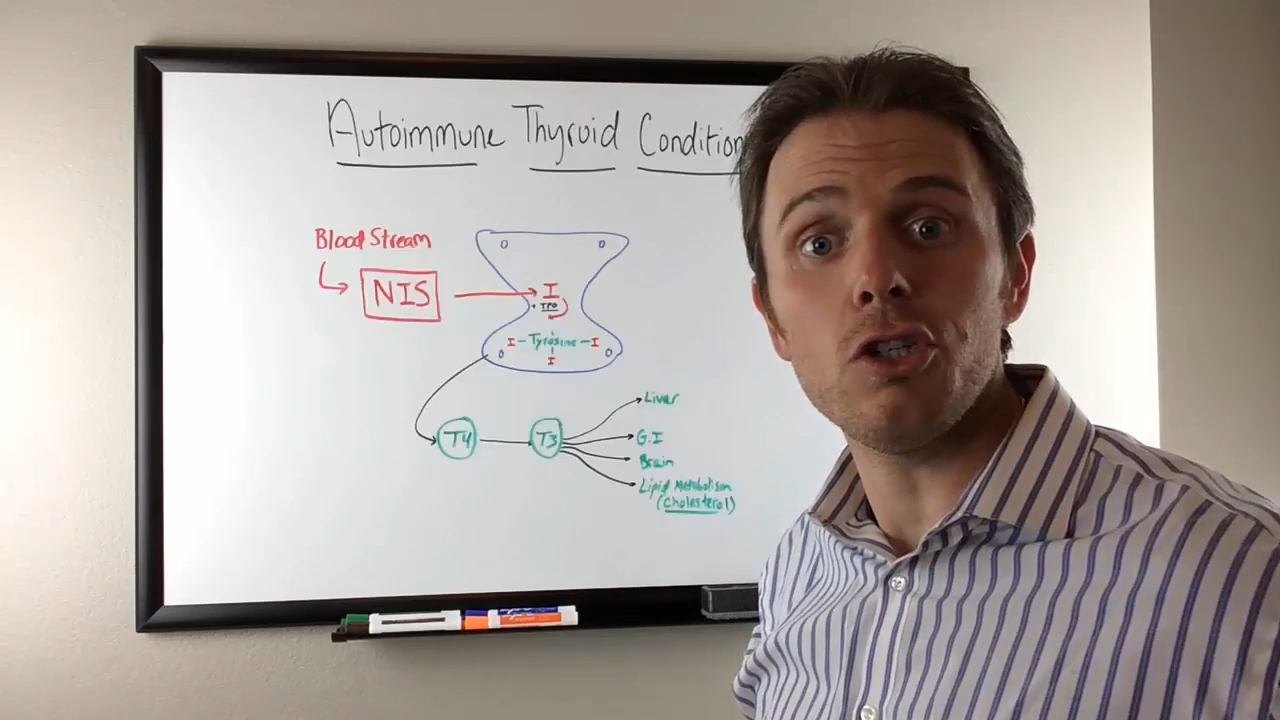 Autoimmune Thyroid Condition
Blood Stream
NIS
I
TPO
I - Tyrosine - I
I
T4
T3
Liver
G.I
Brain
Lipid Metabolism
(cholesterol)